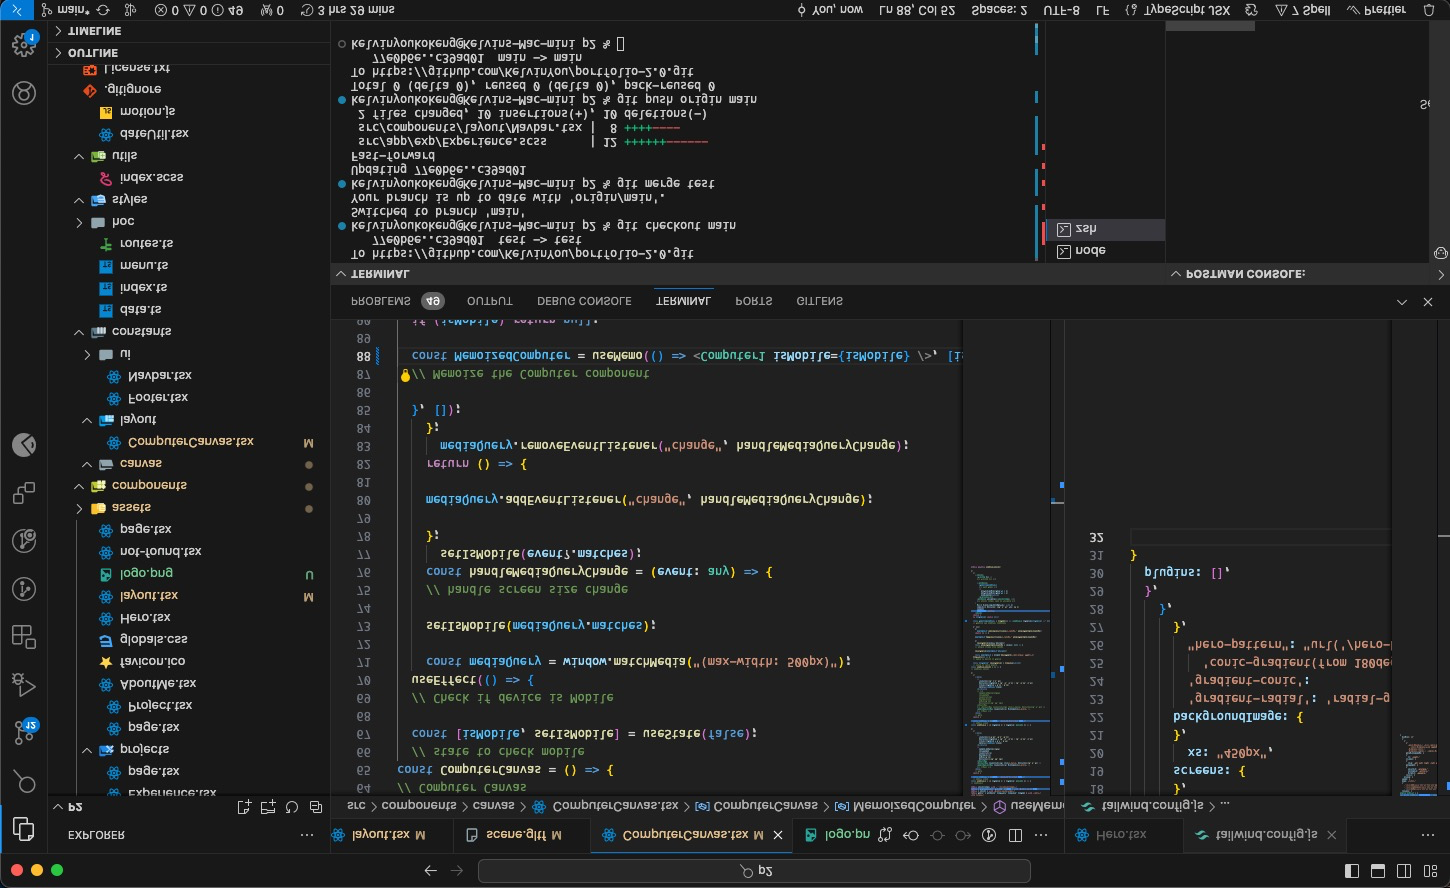 p2
EXPLORER
P2
Experience.tsx
page.tsx
projects
page.tsx
Project.tsx
AboutMe.tsx
favicon.ico
globals.css
Hero.tsx
layout.tsx M
logo.png U
not-found.tsx
page.tsx
assets
components
canvas
ComputerCanvas.tsx M
layout
Footer.tsx
Navbar.tsx
ui
constants
data.ts
index.ts
menu.ts
routes.ts
hoc
styles
index.scss
utils
dateUtil.tsx
motion.js
.gitignore
License.txt
OUTLINE
TIMELINE
12
1
layout.tsx M
scene.gltf M
ComputerCanvas.tsx M
logo.pn
src > components > canvas > ComputerCanvas.tsx > ComputerCanvas > MemoizedComputer > useMemo
64 // Computer Canvas
65 const ComputerCanvas = () => {
66 // state to check mobile
67 const [isMobile, setIsMobile] = useState(false);
68
69 // Check if device is Mobile
70 useEffect(() => {
71 const mediaQuery = window.matchMedia("(max-width: 500px)");
72
73 setIsMobile(mediaQuery.matches);
74
75 // handle screen size change
76 const handleMediaQueryChange = (event: any) => {
77 setIsMobile(event?.matches);
78 };
79
80 mediaQuery.addEventListener("change", handleMediaQueryChange);
81
82 return () => {
83 mediaQuery.removeEventListener("change", handleMediaQueryChange);
84 };
85 }, []);
86
87 // Memoize the Computer component
88 const MemoizedComputer = useMemo(() => <Computer1 isMobile={isMobile} />, [is
89
90 if (isMobile) return null;
Hero.tsx
tailwind.config.js
tailwind.config.js > ...
},
19 screens: {
20 xs: "450px",
21 },
22 backgroundImage: {
23 'gradient-radial': 'radial-g
24 'gradient-conic':
25 'conic-gradient(from 180de
26 "hero-pattern": "url('/hero-
27 },
28 },
29 },
30 plugins: [],
31 }
32
PROBLEMS 49
OUTPUT
DEBUG CONSOLE
TERMINAL
PORTS
GITLENS
TERMINAL
To https://github.com/KelvinYou/portfolio-2.0.git
77e0b6e..c39ad01 test -> test
kelvinyoukokeng@Kelvins-Mac-mini p2 % git checkout main
Switched to branch 'main'
Your branch is up to date with 'origin/main'.
kelvinyoukokeng@Kelvins-Mac-mini p2 % git merge test
Updating 77e0b6e..c39ad01
Fast-forward
src/app/exp/Experience.scss | 12 ++++++------
src/components/layout/Navbar.tsx | 8 ++++----
2 files changed, 10 insertions(+), 10 deletions(-)
kelvinyoukokeng@Kelvins-Mac-mini p2 % git push origin main
Total 0 (delta 0), reused 0 (delta 0), pack-reused 0
To https://github.com/KelvinYou/portfolio-2.0.git
77e0b6e..c39ad01 main -> main
kelvinyoukokeng@Kelvins-Mac-mini p2 %
node
zsh
POSTMAN CONSOLE:
main*
0 0 49
0
3 hrs 29 mins
You, now
Ln 88, Col 52
Spaces: 2
UTF-8
LF
{} TypeScript JSX
7 Spell
Prettier